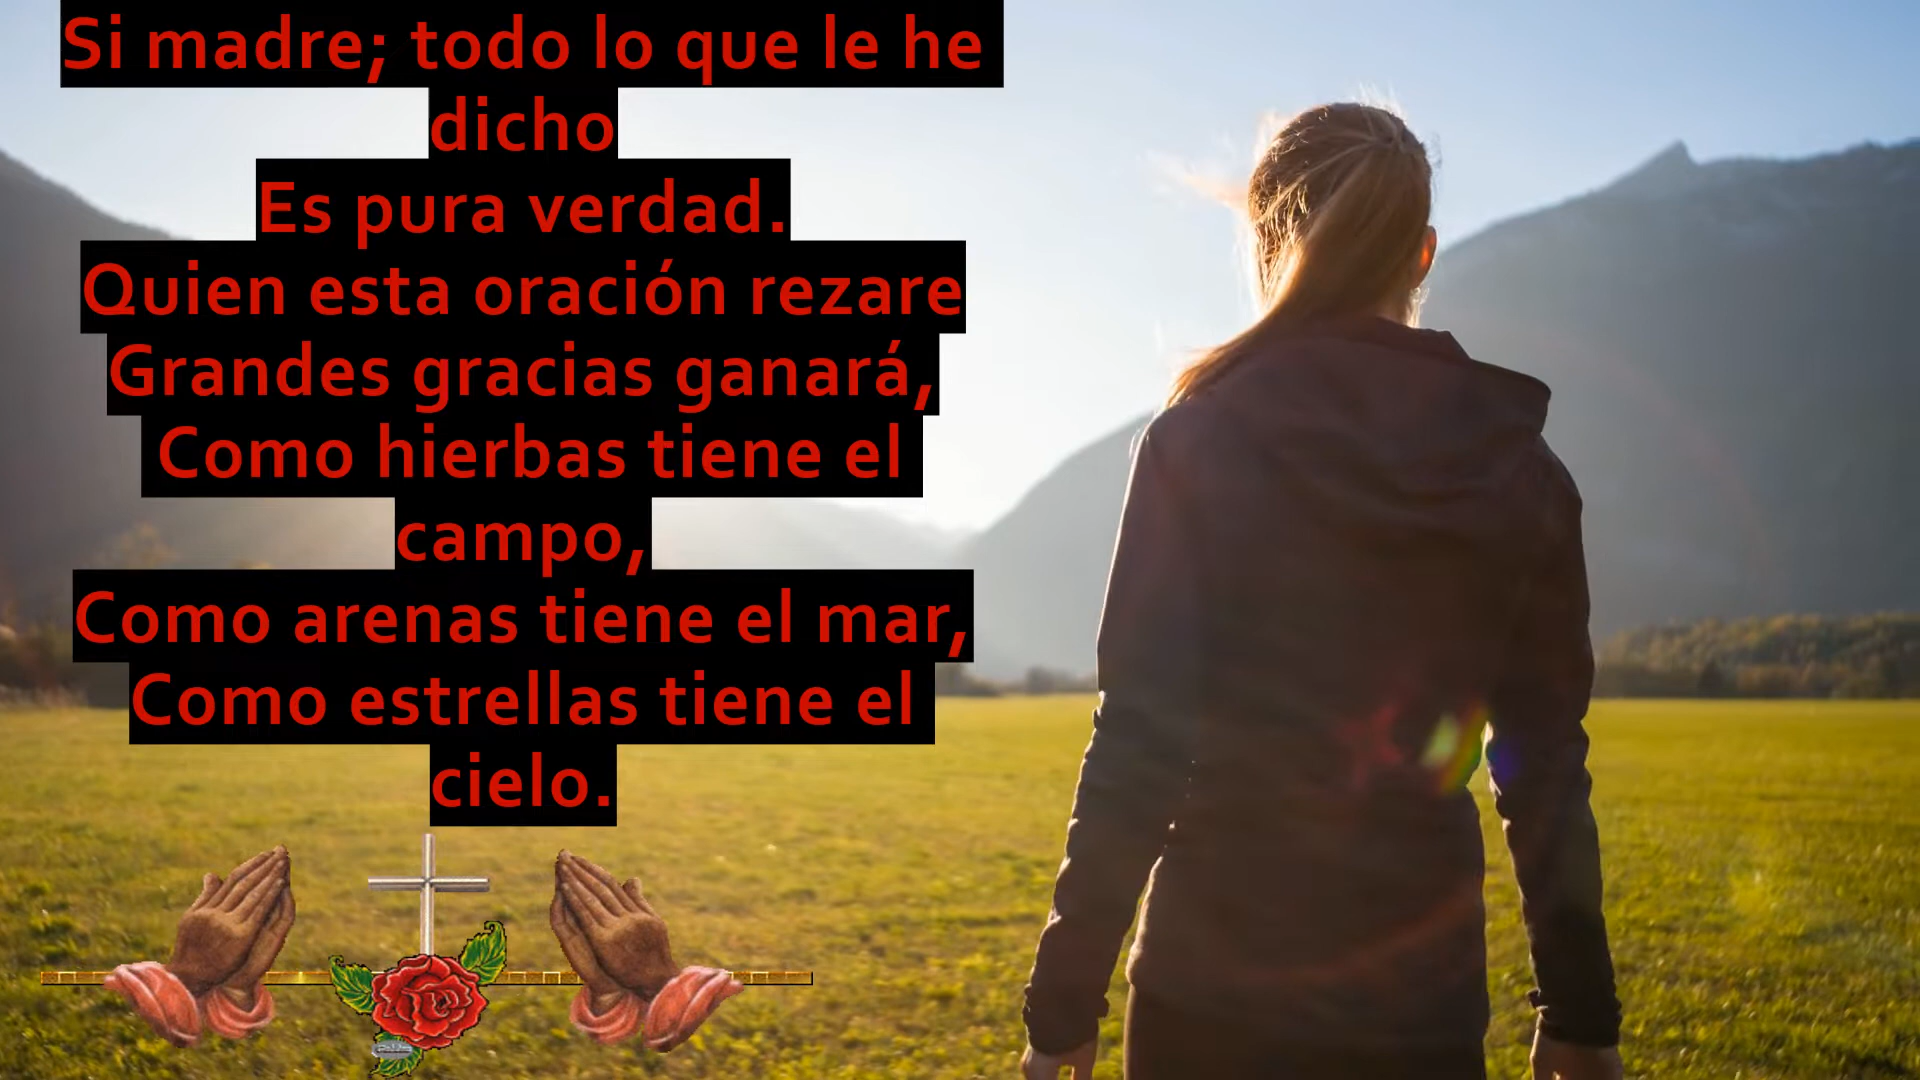 Si madre; todo lo que le he
dicho
Es pura verdad.
Quien esta oración rezare
Grandes gracias ganará,
Como hierbas tiene el
campo,
Como arenas tiene el mar,
Como estrellas tiene el
cielo.